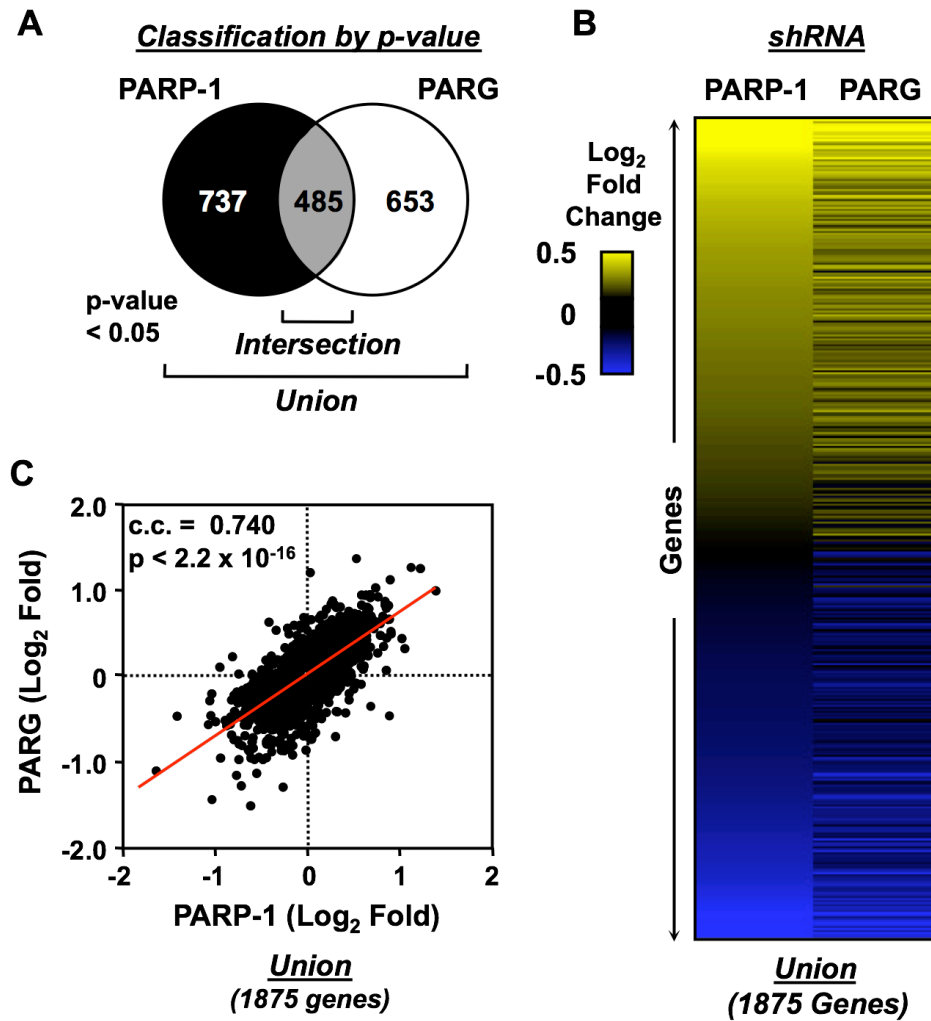 A
Classification by p-value
PARP-1
PARG
737
485
653
p-value
< 0.05
Intersection
Union
B
shRNA
PARP-1 PARG
Log₂
Fold
Change
0.5
0
-0.5
Genes
Union
(1875 Genes)
C
c.c. = 0.740
p < 2.2 x 10⁻¹⁶
2.0
1.0
0
-1.0
-2.0
PARG (Log₂ Fold)
-2 -1 0 1 2
PARP-1 (Log₂ Fold)
Union
(1875 genes)